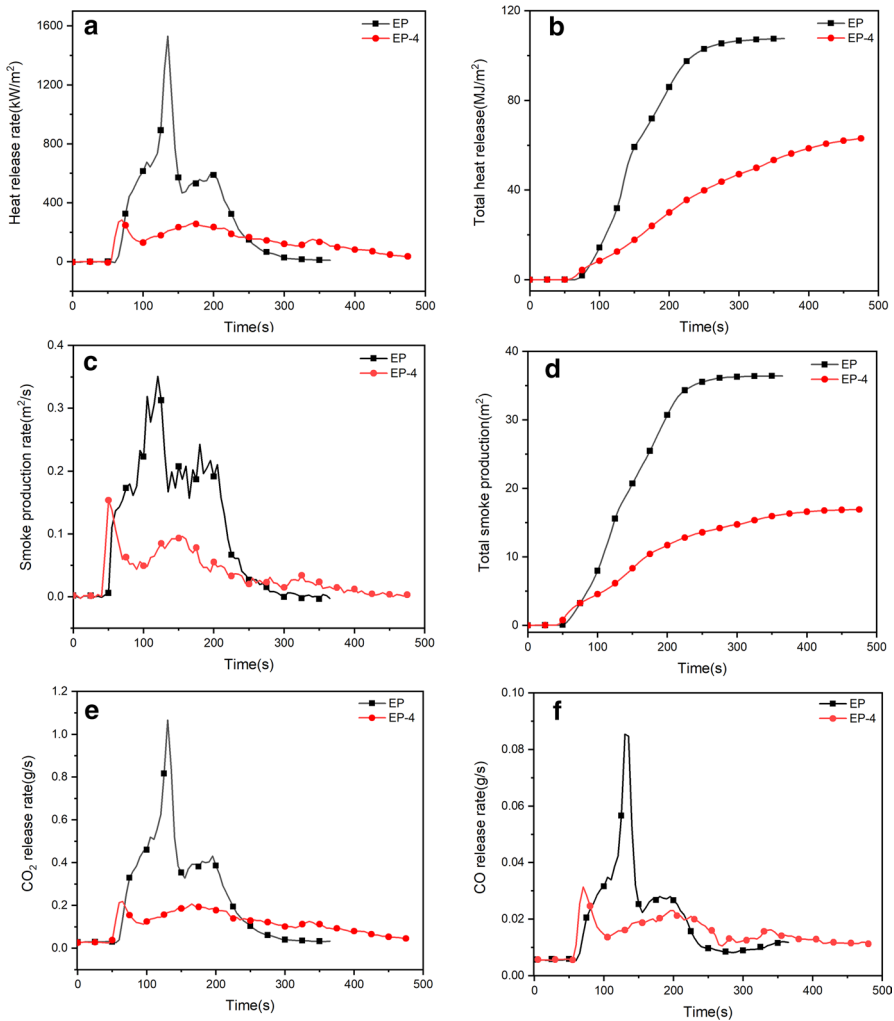 a
EP
EP-4
1600
1200
800
400
0
Heat release rate(kW/m²)
0 100 200 300 400 500
Time(s)
b
EP
EP-4
120
80
40
0
Total heat release(MJ/m²)
0 100 200 300 400 500
Time(s)
c
EP
EP-4
0.4
0.3
0.2
0.1
0.0
Smoke production rate(m²/s)
0 100 200 300 400 500
Time(s)
d
EP
EP-4
40
30
20
10
0
Total smoke production(m²)
0 100 200 300 400 500
Time(s)
e
EP
EP-4
1.2
1.0
0.8
0.6
0.4
0.2
0.0
CO₂ release rate(g/s)
0 100 200 300 400 500
Time(s)
f
EP
EP-4
0.10
0.08
0.06
0.04
0.02
0.00
CO release rate(g/s)
0 100 200 300 400 500
Time(s)